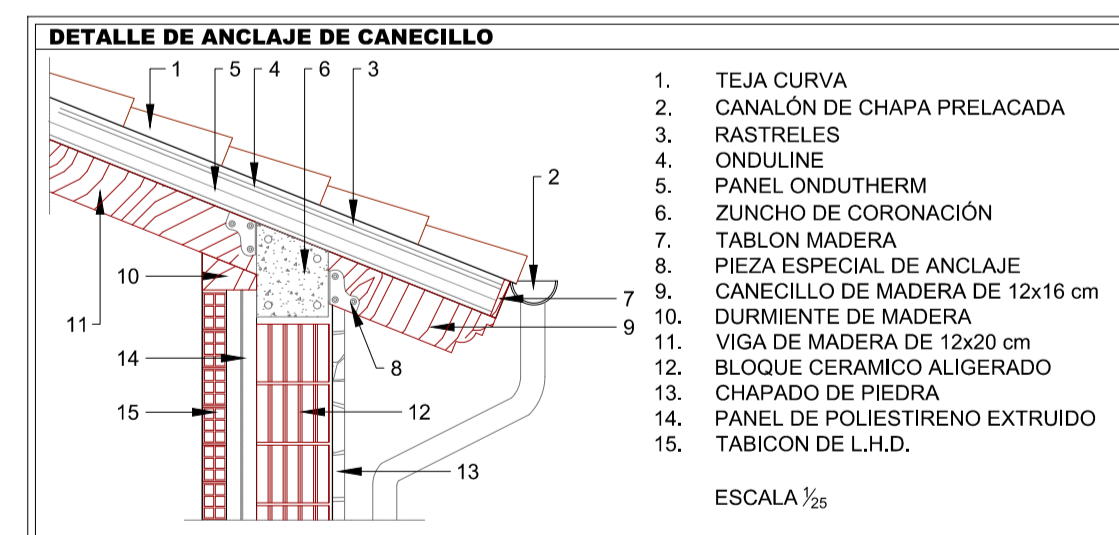 DETALLE DE ANCLAJE DE CANECILLO
1 5 4 6 3
2
10
7
11
9
14
8
15
12
13
1. TEJA CURVA
2. CANALÓN DE CHAPA PRELACADA
3. RASTRELES
4. ONDULINE
5. PANEL ONDUTHERM
6. ZUNCHO DE CORONACIÓN
7. TABLON MADERA
8. PIEZA ESPECIAL DE ANCLAJE
9. CANECILLO DE MADERA DE 12x16 cm
10. DURMIENTE DE MADERA
11. VIGA DE MADERA DE 12x20 cm
12. BLOQUE CERAMICO ALIGERADO
13. CHAPADO DE PIEDRA
14. PANEL DE POLIESTIRENO EXTRUIDO
15. TABICON DE L.H.D.
ESCALA 1/25